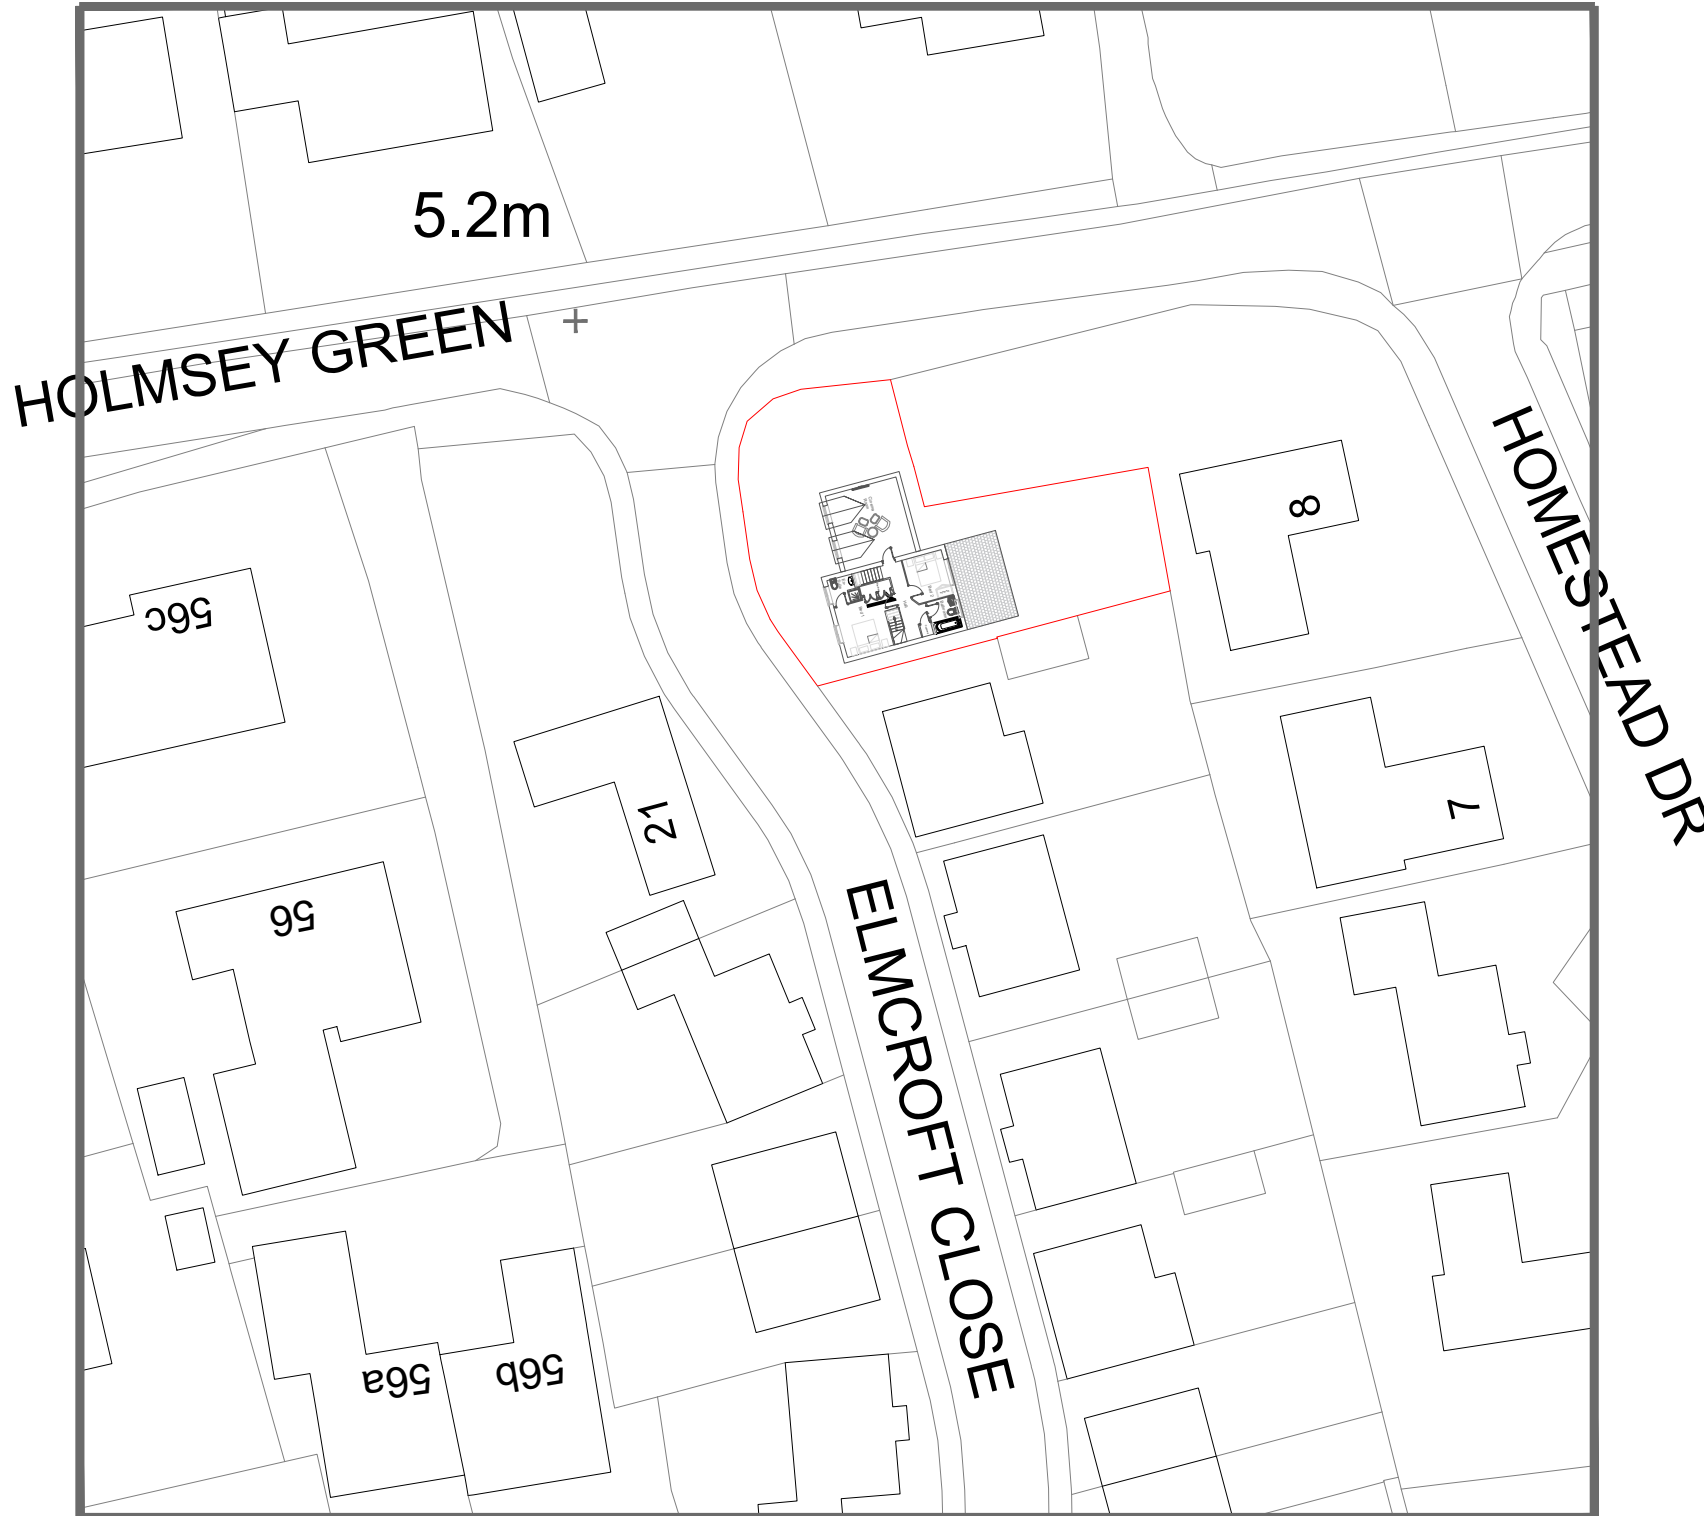 5.2m
HOLMSEY GREEN
HOMESTEAD DR
8
56c
21
7
56
ELMCROFT CLOSE
56a
56b